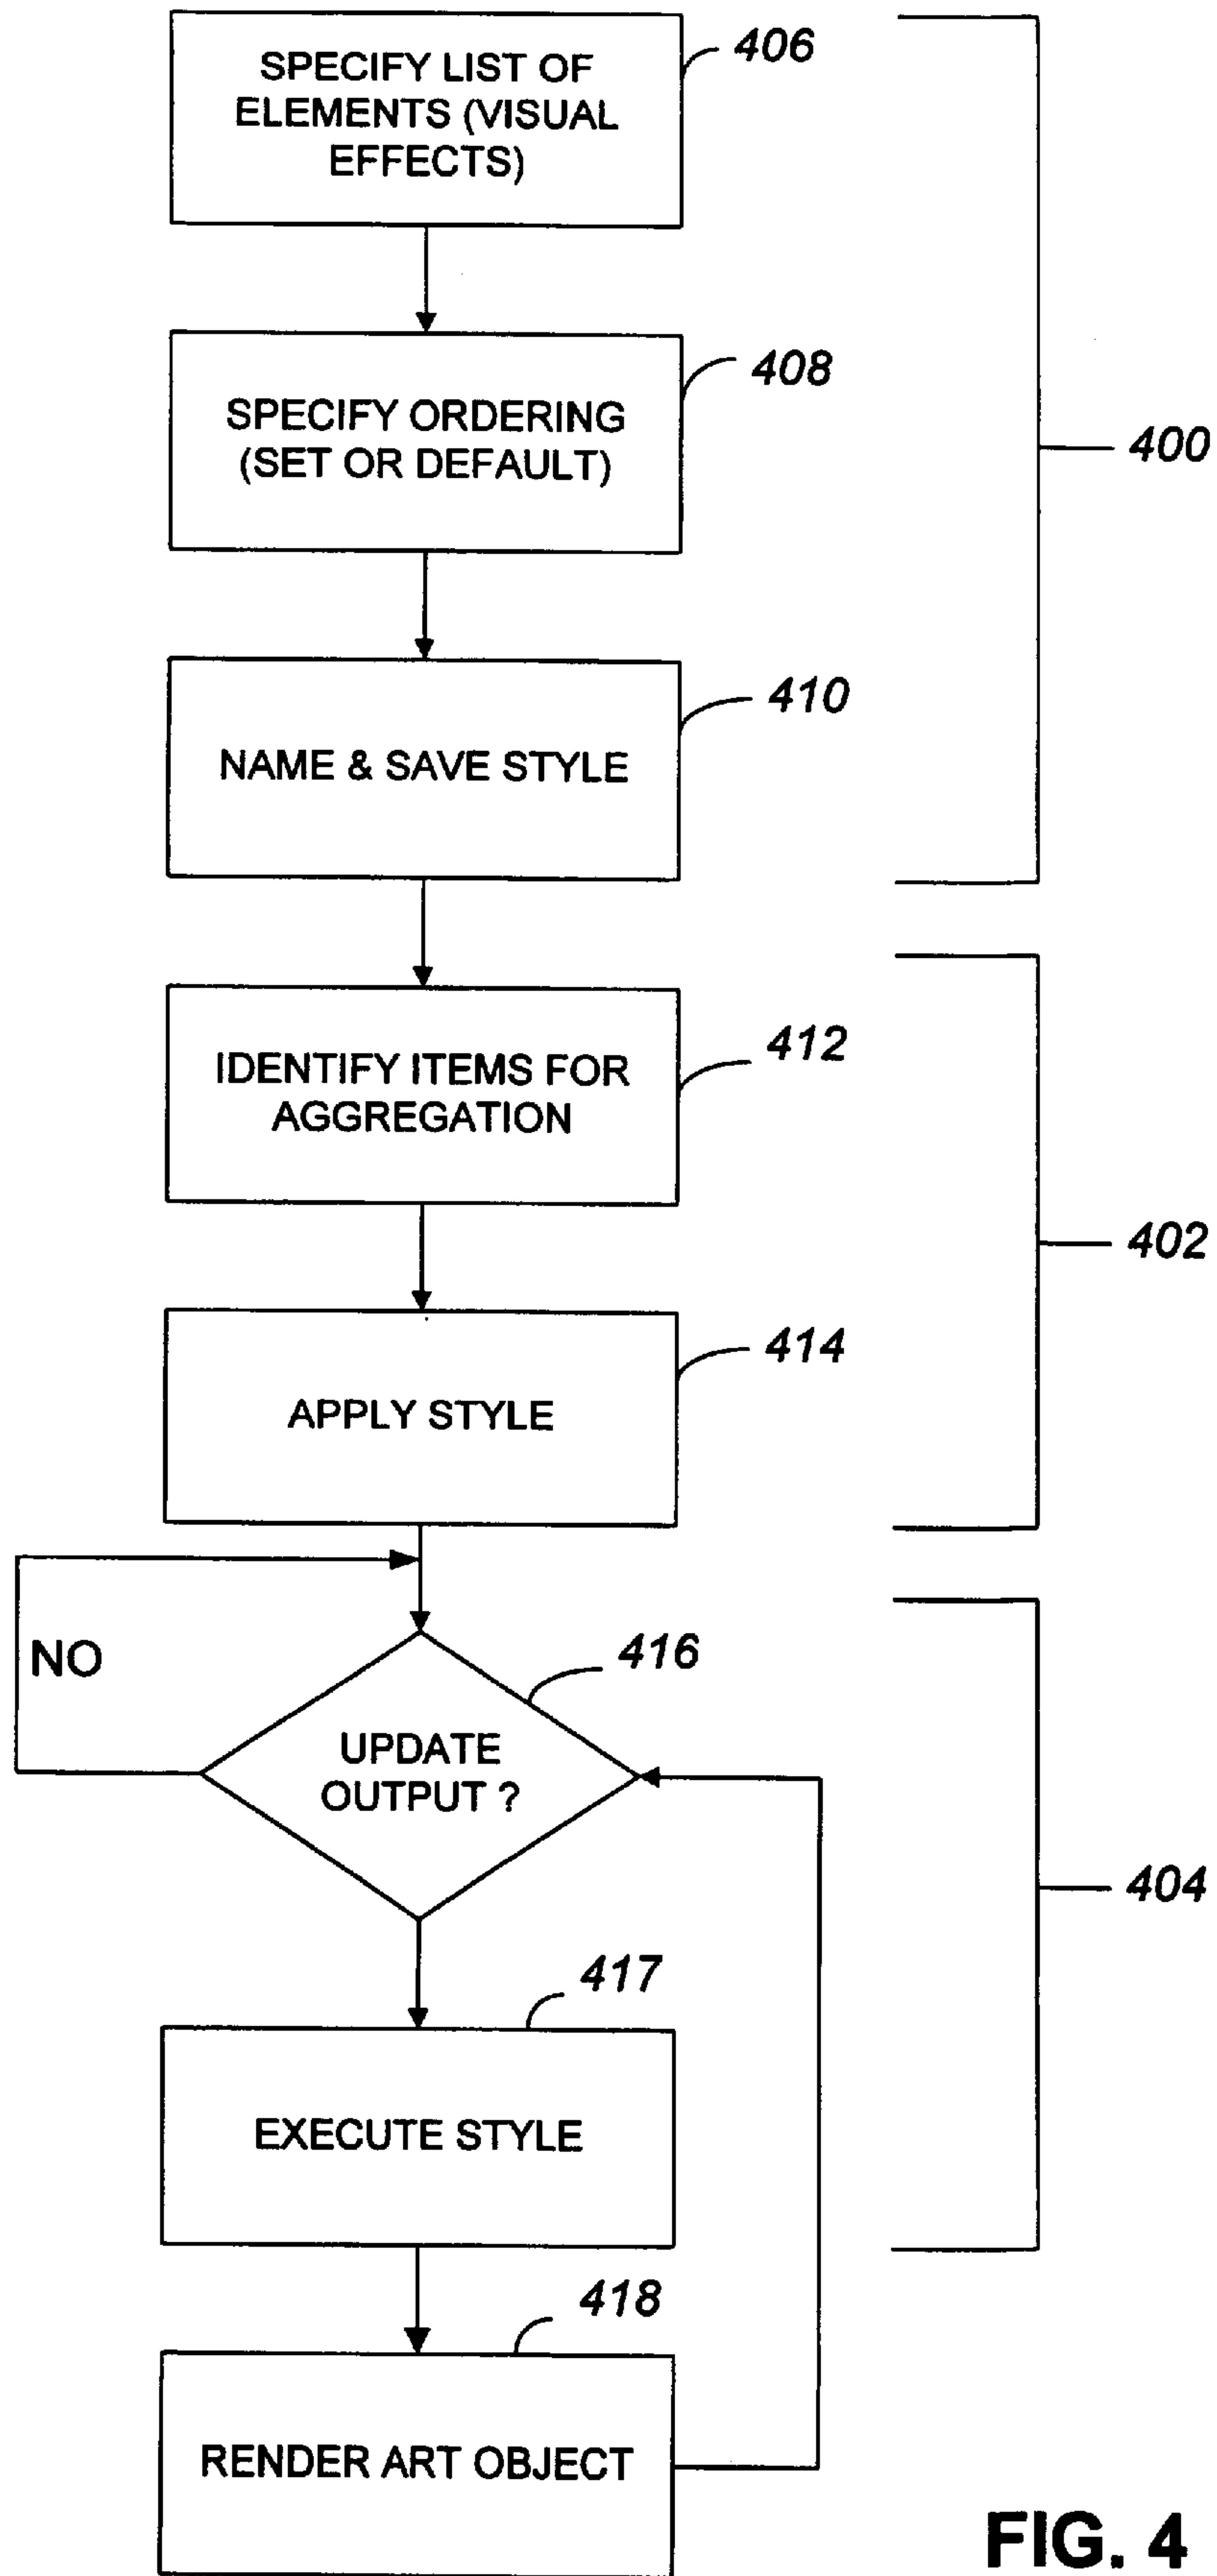 SPECIFY LIST OF
ELEMENTS (VISUAL
EFFECTS)
406
SPECIFY ORDERING
(SET OR DEFAULT)
408
400
NAME & SAVE STYLE
410
IDENTIFY ITEMS FOR
AGGREGATION
412
402
APPLY STYLE
414
NO
UPDATE
OUTPUT ?
416
404
417
EXECUTE STYLE
418
RENDER ART OBJECT
FIG. 4